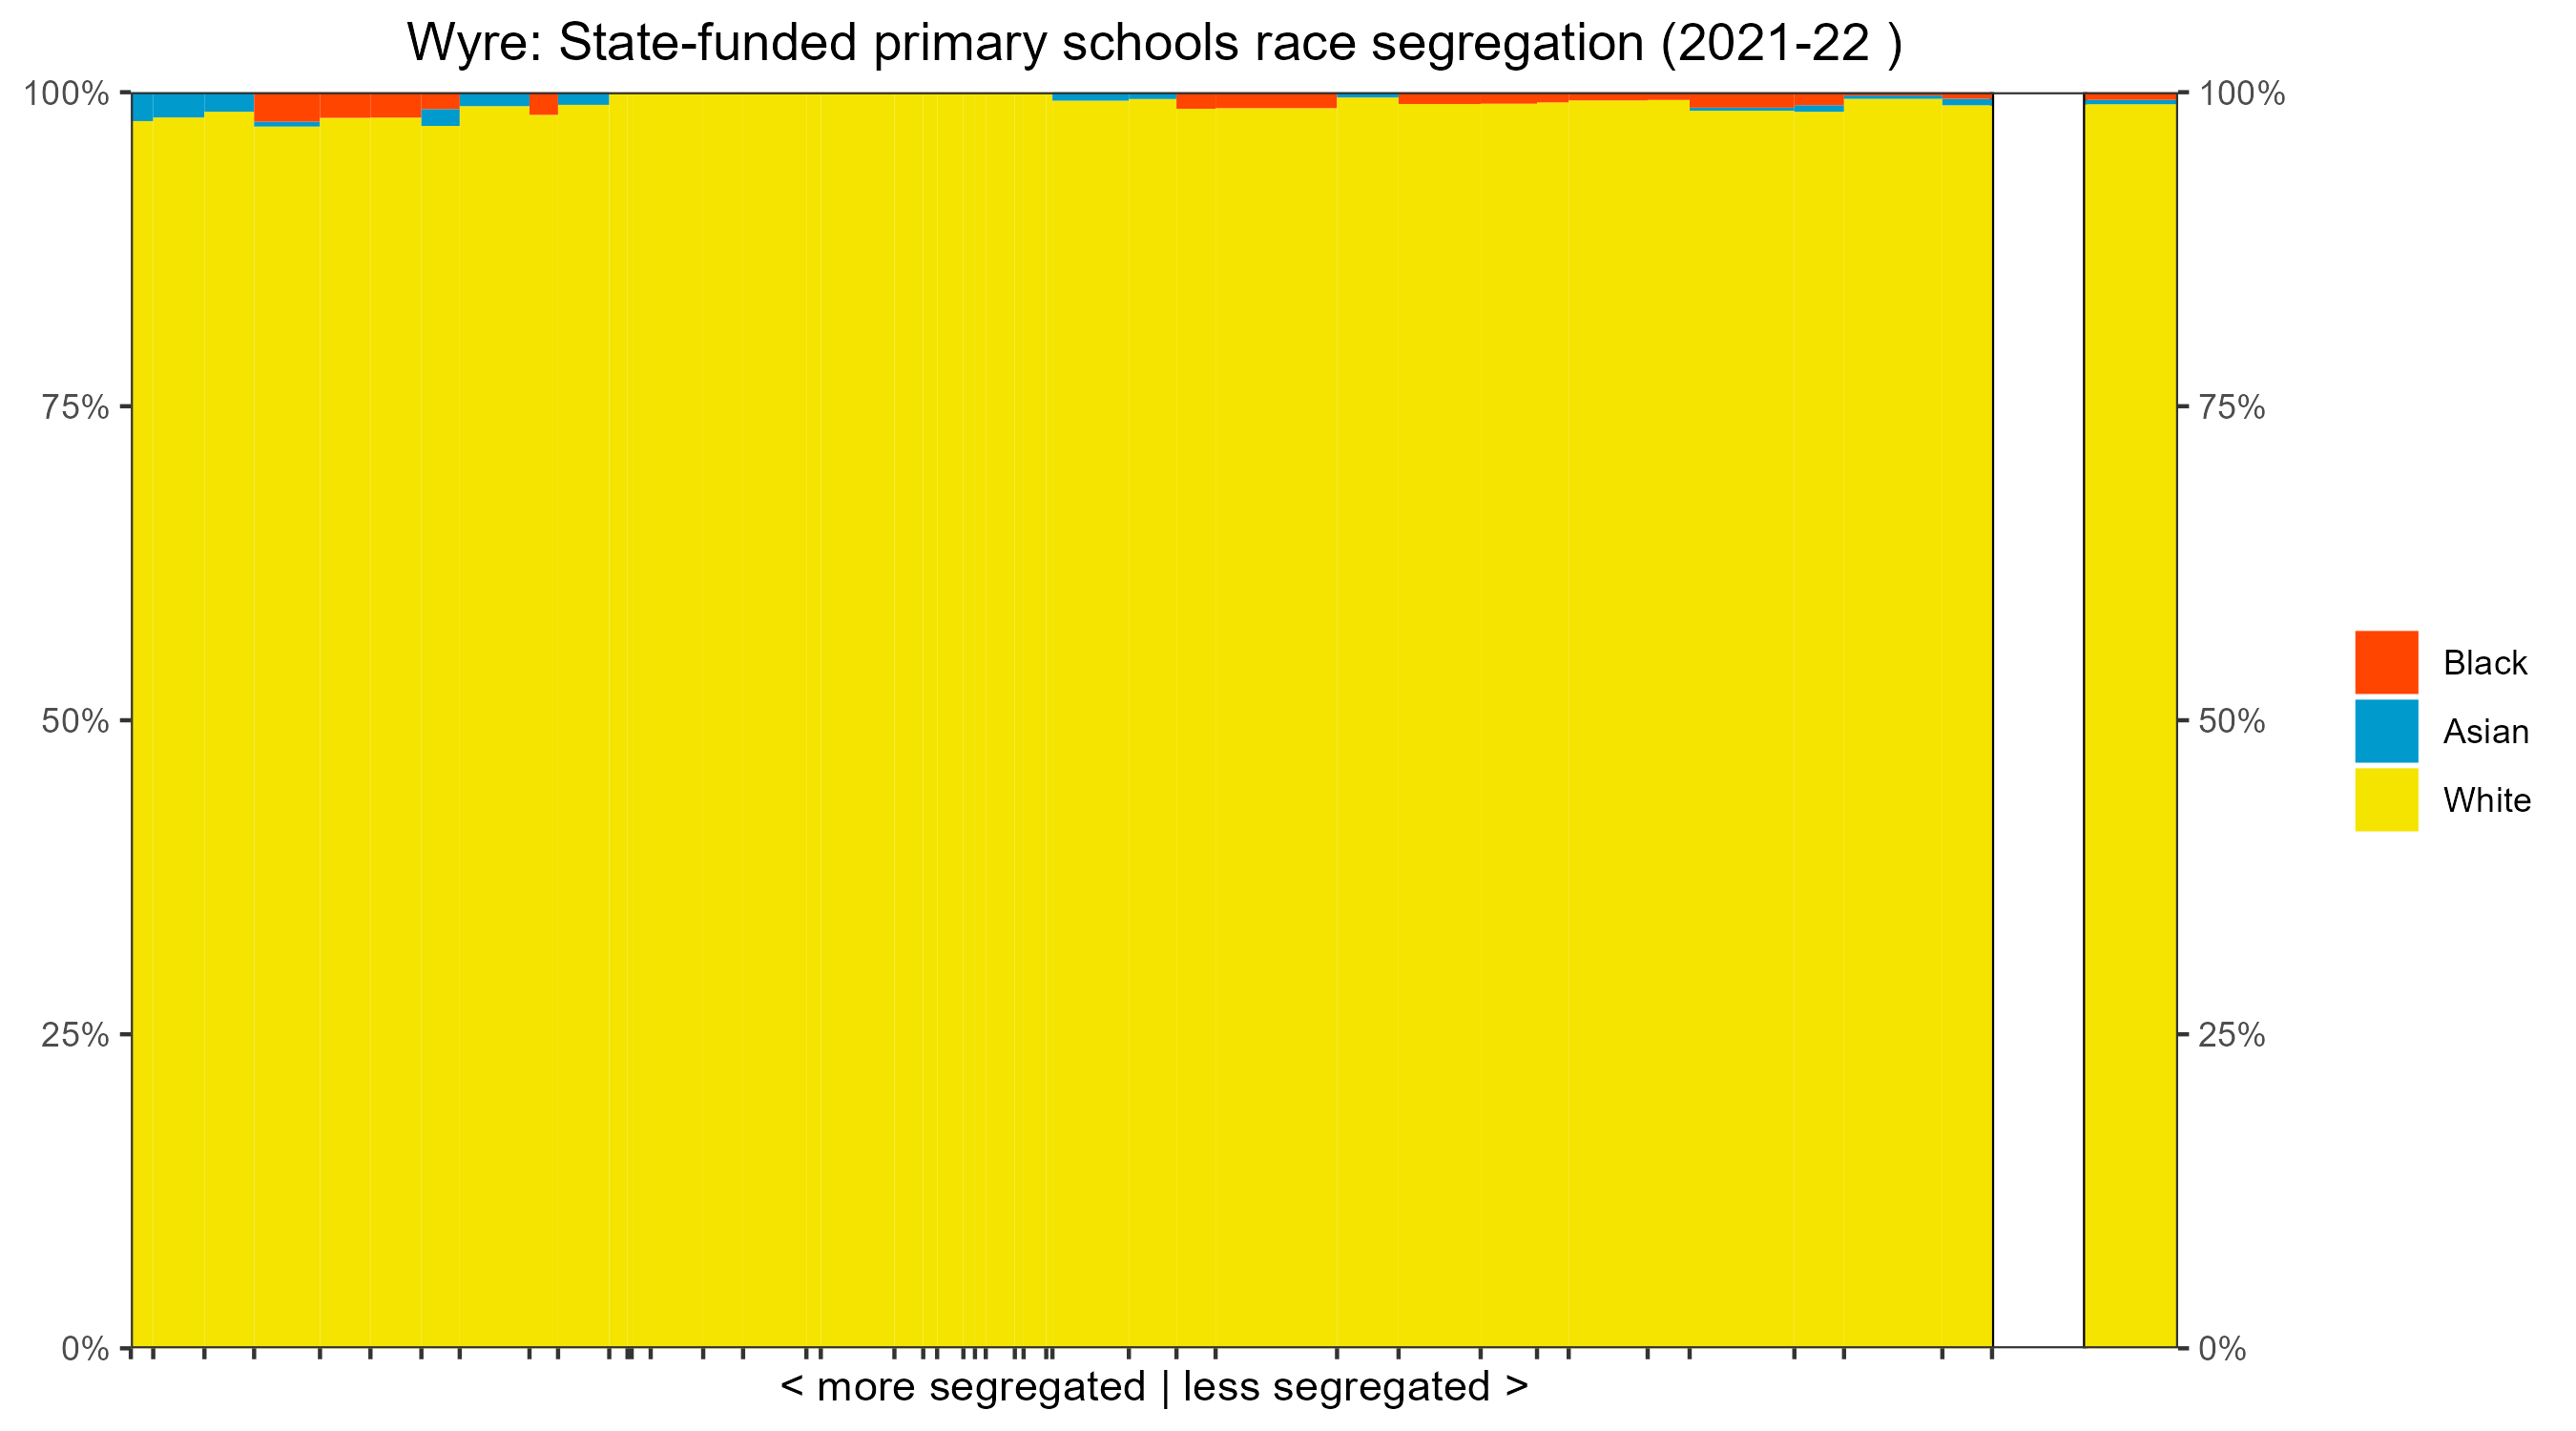 Wyre: State-funded primary schools race segregation (2021-22 )
100%
75%
50%
25%
0%
100%
75%
50%
25%
0%
Black
Asian
White
< more segregated | less segregated >